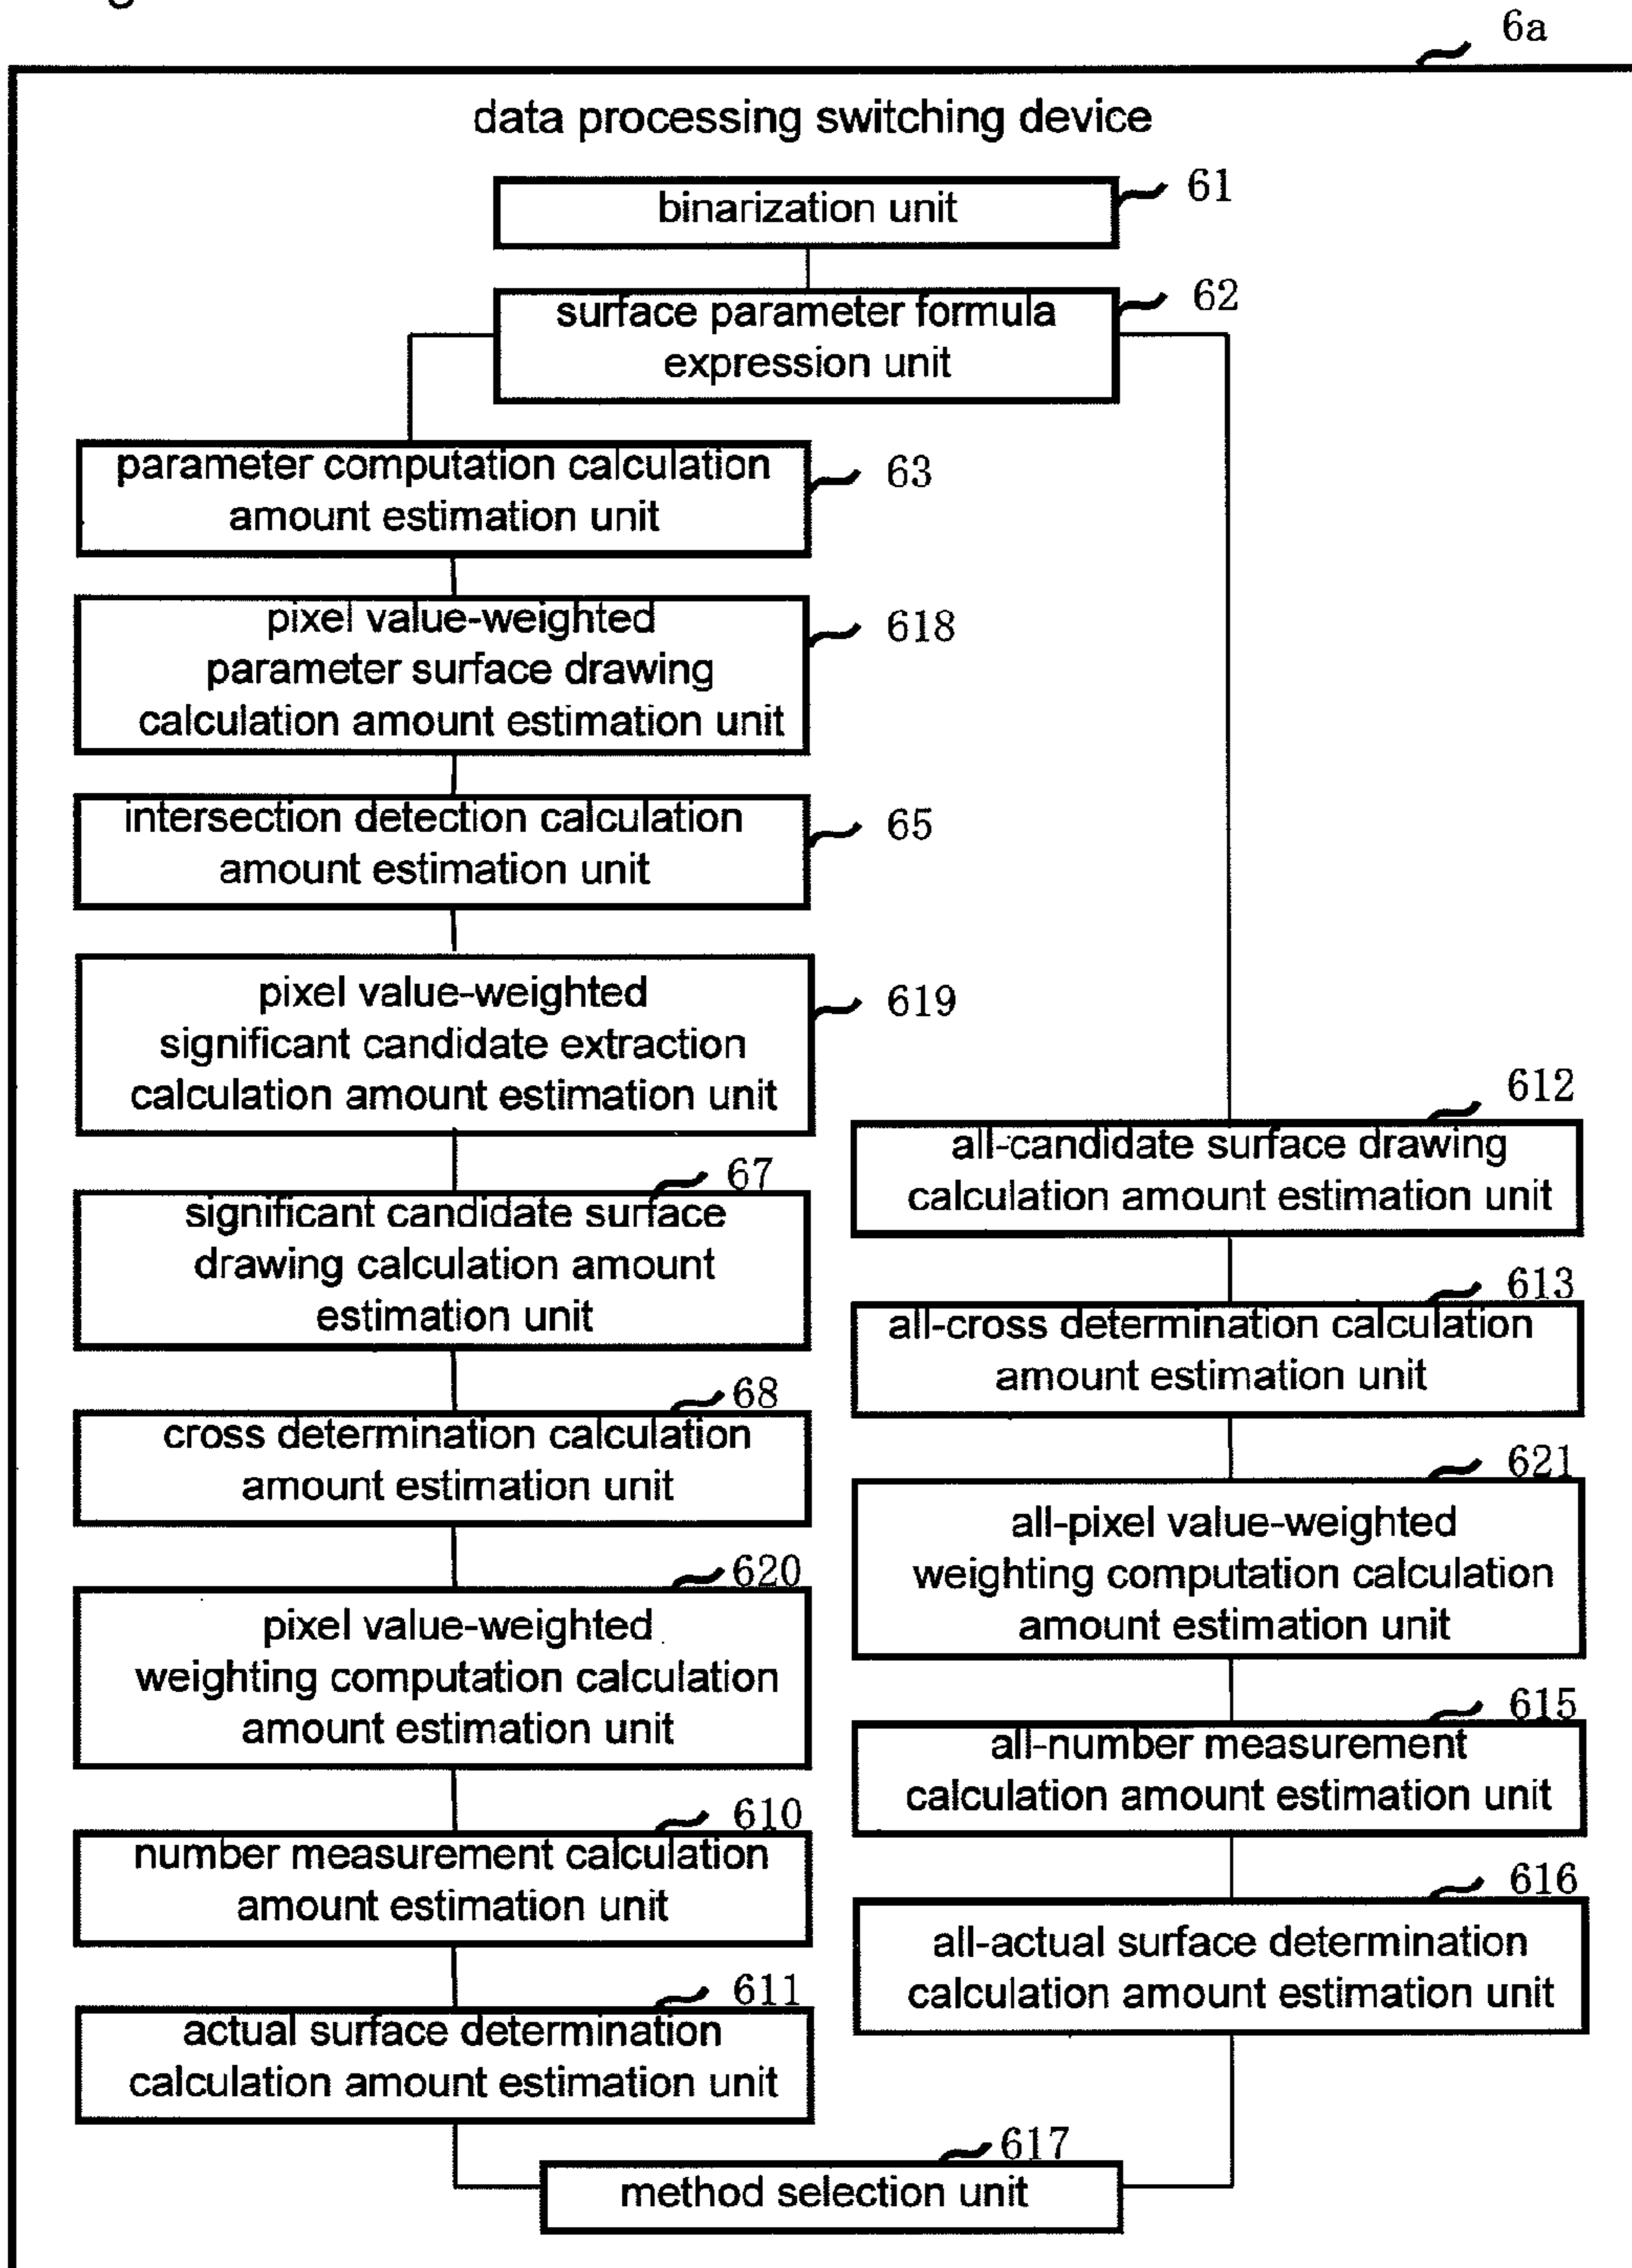 6a
data processing switching device
binarization unit
61
surface parameter formula
expression unit
62
parameter computation calculation
amount estimation unit
63
pixel value-weighted
parameter surface drawing
calculation amount estimation unit
618
intersection detection calculation
amount estimation unit
65
pixel value-weighted
significant candidate extraction
calculation amount estimation unit
619
67
significant candidate surface
drawing calculation amount
estimation unit
68
cross determination calculation
amount estimation unit
620
pixel value-weighted
weighting computation calculation
amount estimation unit
610
number measurement calculation
amount estimation unit
611
actual surface determination
calculation amount estimation unit
612
all-candidate surface drawing
calculation amount estimation unit
613
all-cross determination calculation
amount estimation unit
621
all-pixel value-weighted
weighting computation calculation
amount estimation unit
615
all-number measurement
calculation amount estimation unit
616
all-actual surface determination
calculation amount estimation unit
617
method selection unit